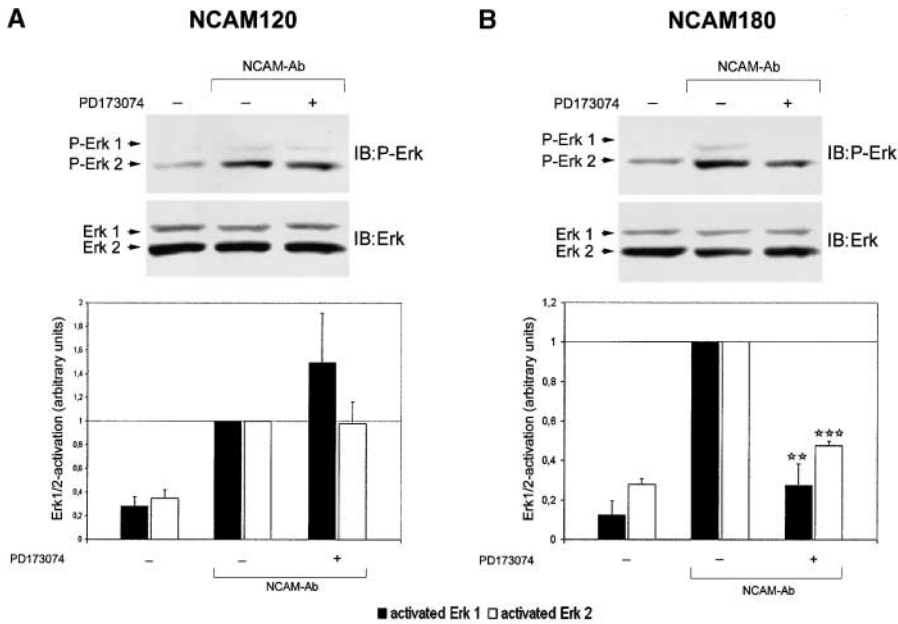 A
NCAM120
NCAM-Ab
PD173074 – – +
P-Erk 1
P-Erk 2
IB:P-Erk
Erk 1
Erk 2
IB:Erk
Erk1/2-activation (arbitrary units)
2
1,8
1,6
1,4
1,2
1
0,8
0,6
0,4
0,2
0
PD173074 – – +
NCAM-Ab
B
NCAM180
NCAM-Ab
PD173074 – – +
P-Erk 1
P-Erk 2
IB:P-Erk
Erk 1
Erk 2
IB:Erk
Erk1/2-activation (arbitrary units)
1,2
1
0,8
0,6
0,4
0,2
0
☆☆
☆☆☆
PD173074 – – +
NCAM-Ab
activated Erk 1 activated Erk 2